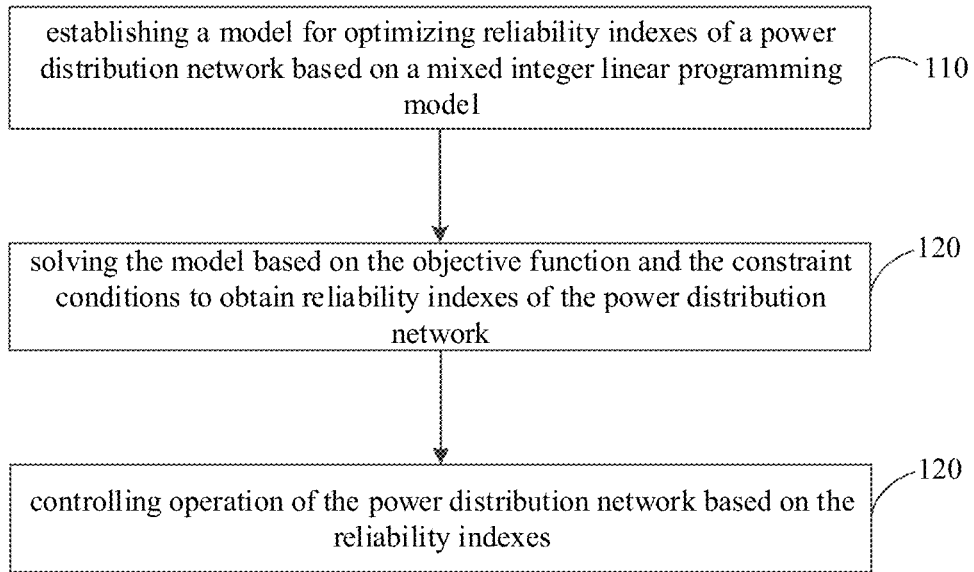 establishing a model for optimizing reliability indexes of a power
distribution network based on a mixed integer linear programming
model
110
solving the model based on the objective function and the constraint
conditions to obtain reliability indexes of the power distribution
network
120
controlling operation of the power distribution network based on the
reliability indexes
120